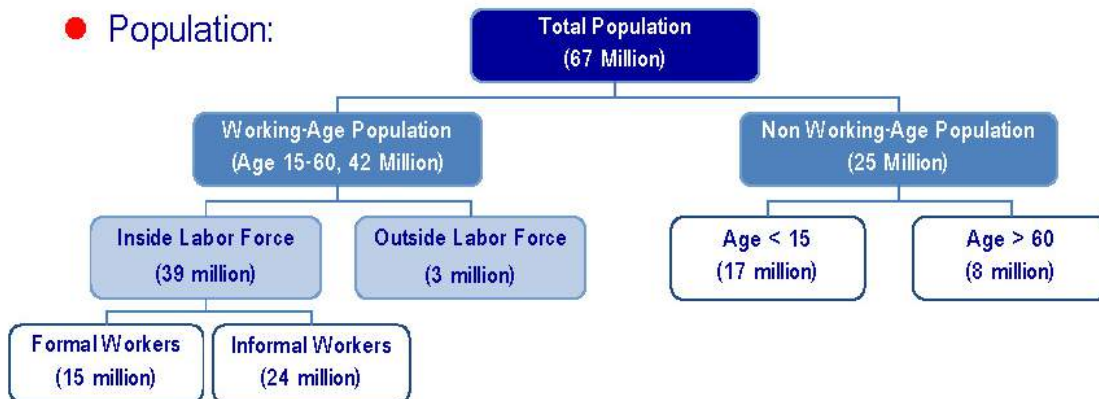 Population:
Total Population
(67 Million)
Working-Age Population
(Age 15-60, 42 Million)
Non Working-Age Population
(25 Million)
Inside Labor Force
(39 million)
Outside Labor Force
(3 million)
Age < 15
(17 million)
Age > 60
(8 million)
Formal Workers
(15 million)
Informal Workers
(24 million)